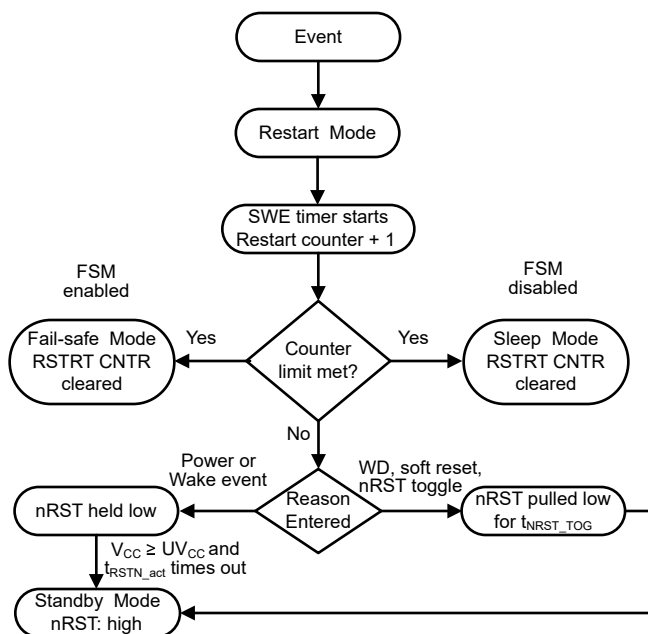 Event
Restart Mode
SWE timer starts
Restart counter + 1
FSM
enabled
FSM
disabled
Fail-safe Mode
RSTRT CNTR
cleared
Yes
Counter
limit met?
Yes
Sleep Mode
RSTRT CNTR
cleared
No
Power or
Wake event
WD, soft reset,
nRST toggle
nRST held low
Reason
Entered
nRST pulled low
for tNRST_TOG
VCC ≥ UVCC and
tRSTN_act times out
Standby Mode
nRST: high